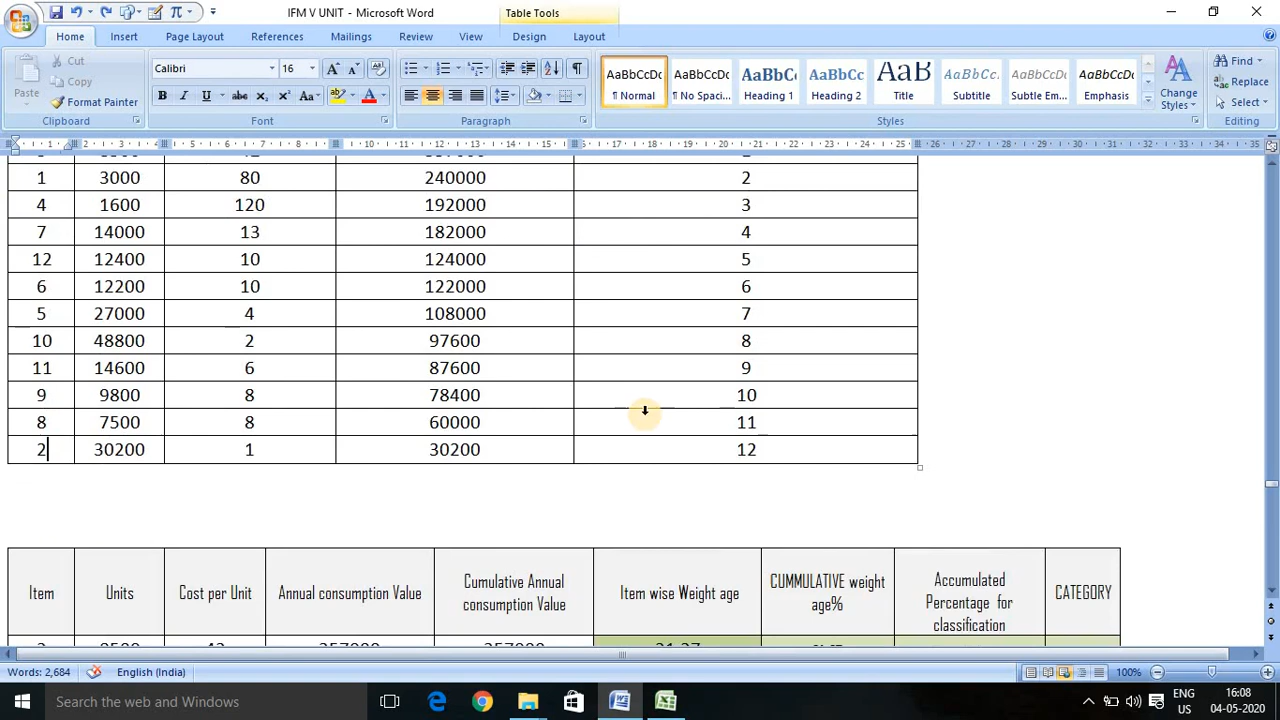 IFM V UNIT - Microsoft Word
Table Tools
Home Insert Page Layout References Mailings Review View Design Layout
Paste
Cut
Copy
Format Painter
Clipboard
Calibri 16
Font
Paragraph
AaBbCcDc
¶ Normal
AaBbCcDc
¶ No Spaci...
AaBbCc
Heading 1
AaBbCc
Heading 2
AaB
Title
AaBbCc.
Subtitle
AaBbCcDc
Subtle Em...
AaBbCcDc
Emphasis
Change Styles
Styles
Find
Replace
Select
Editing
1 3000 80 240000 2
4 1600 120 192000 3
7 14000 13 182000 4
12 12400 10 124000 5
6 12200 10 122000 6
5 27000 4 108000 7
10 48800 2 97600 8
11 14600 6 87600 9
9 9800 8 78400 10
8 7500 8 60000 11
2 30200 1 30200 12
Item Units Cost per Unit Annual consumption Value Cumulative Annual consumption Value Item wise Weight age CUMMULATIVE weight age% Accumulated Percentage for classification CATEGORY
Words: 2,684 English (India) 100%
Search the web and Windows
ENG
US
16:08
04-05-2020